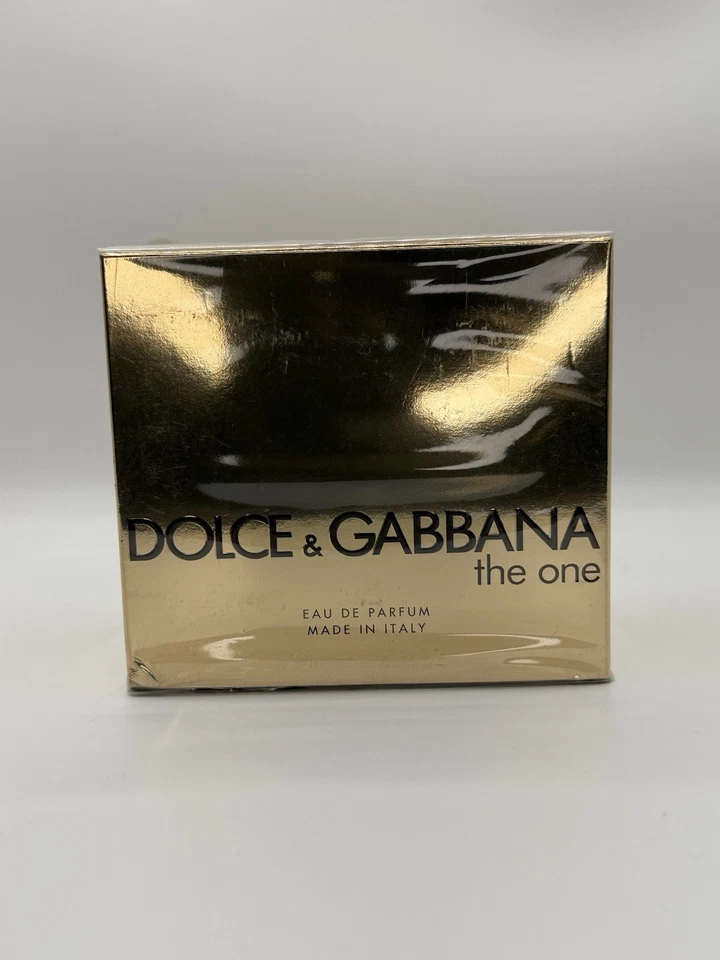 DOLCE & GABBANA
the one
EAU DE PARFUM
MADE IN ITALY